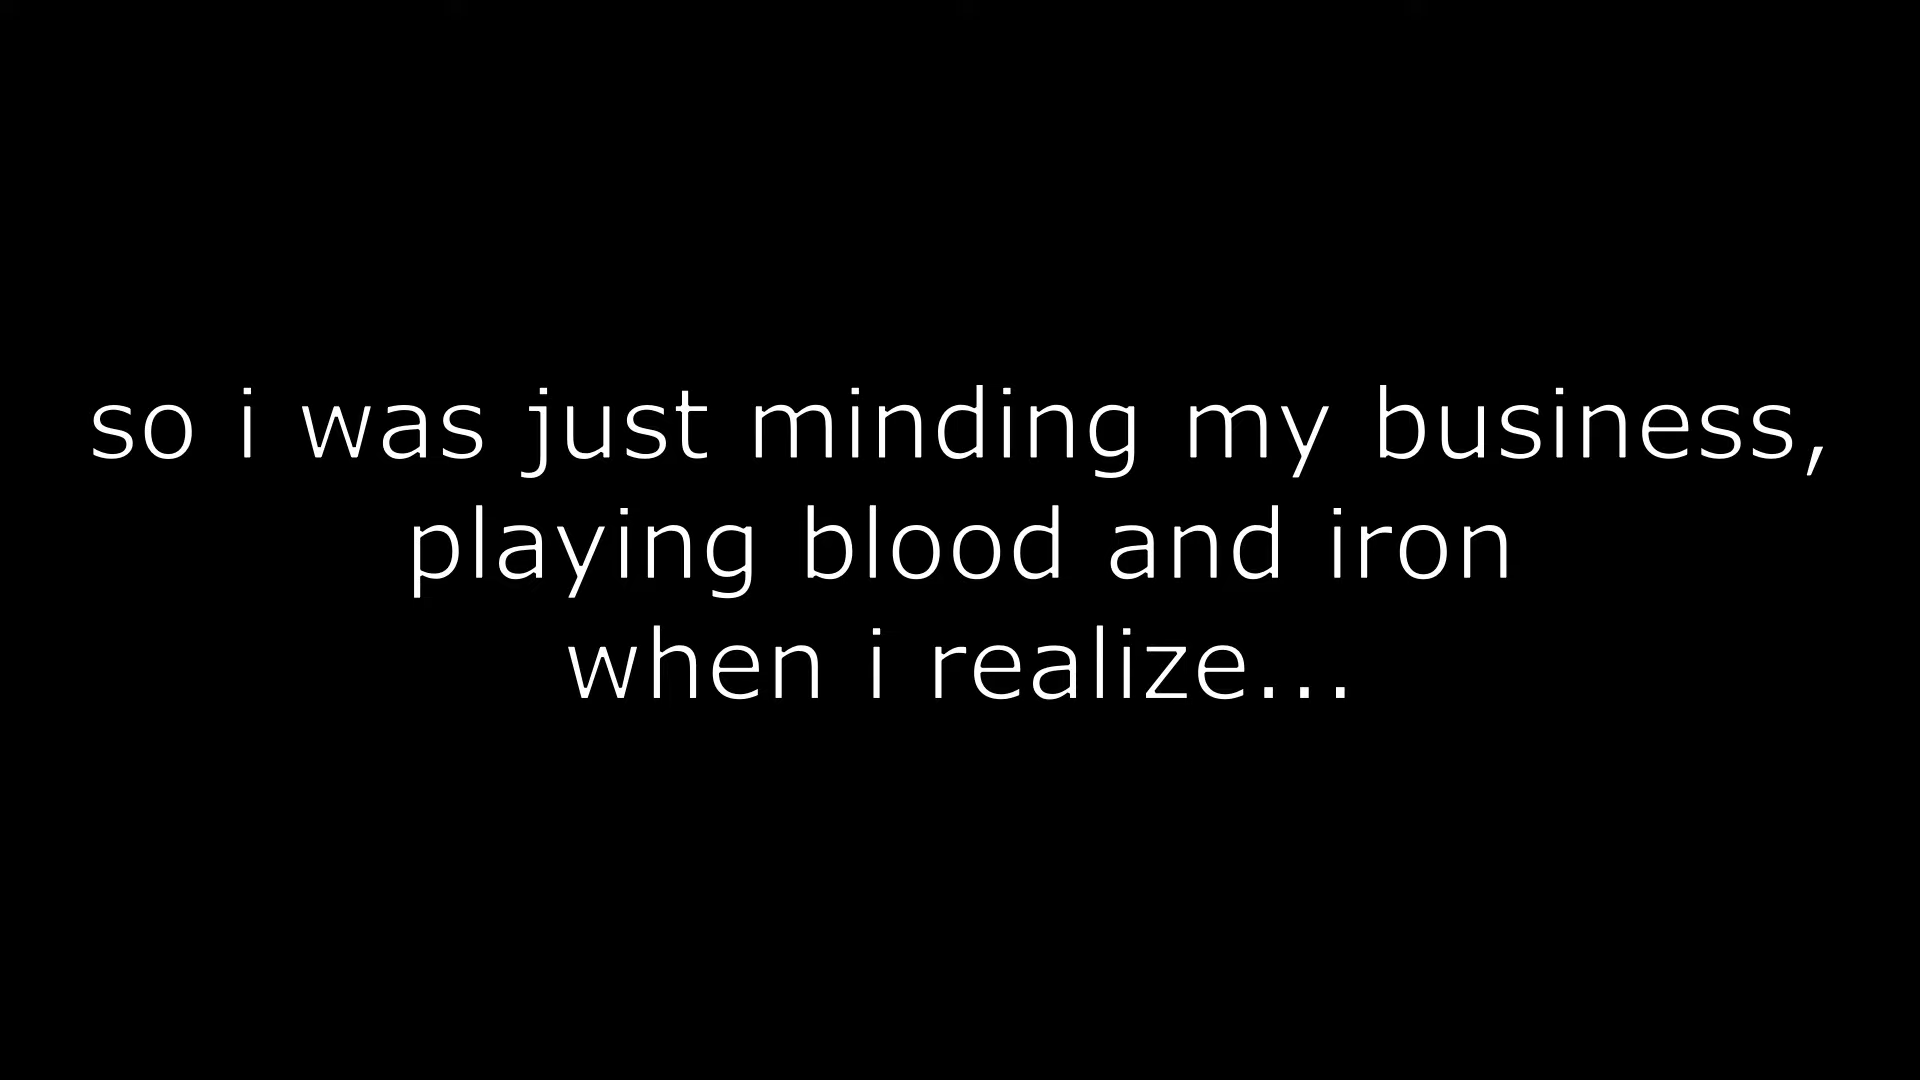 so i was just minding my business,
playing blood and iron
when i realize...